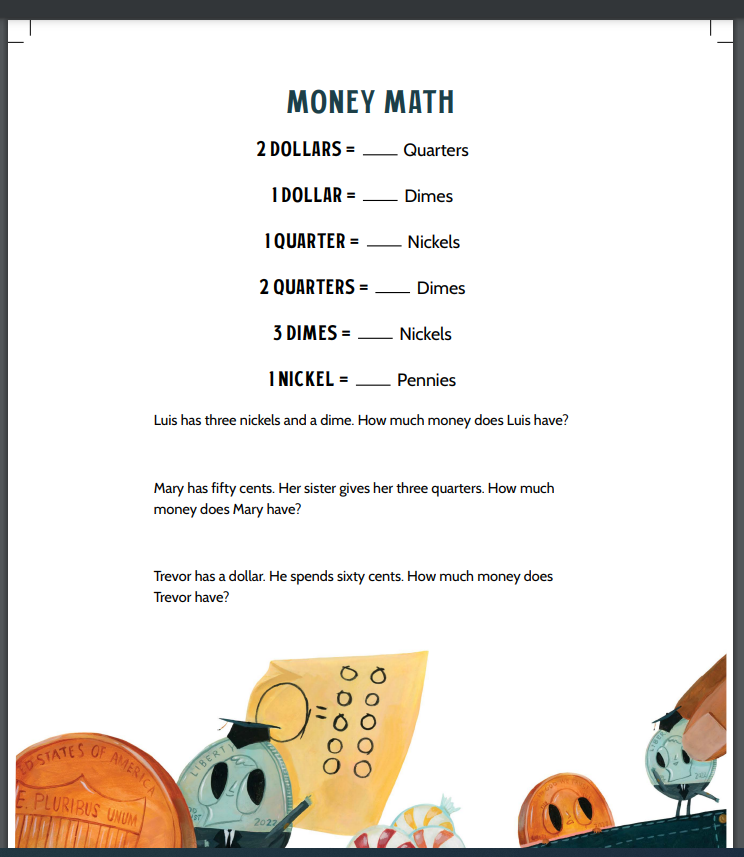 MONEY MATH
2 DOLLARS = ____ Quarters
1 DOLLAR = ____ Dimes
1 QUARTER = ____ Nickels
2 QUARTERS = ____ Dimes
3 DIMES = ____ Nickels
1 NICKEL = ____ Pennies
Luis has three nickels and a dime. How much money does Luis have?
Mary has fifty cents. Her sister gives her three quarters. How much
money does Mary have?
Trevor has a dollar. He spends sixty cents. How much money does
Trevor have?
=
D STATES OF AMERICA
E PLURIBUS UNUM
LIBERTY
2022
LIBER